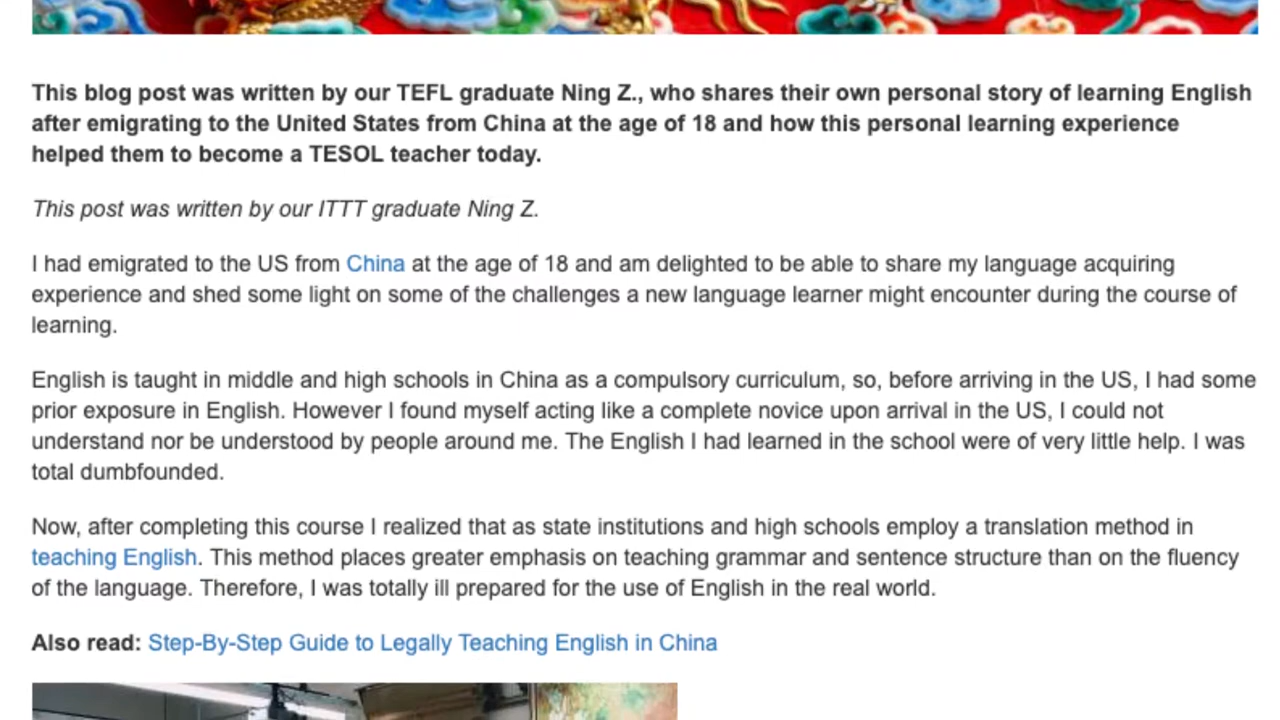 This blog post was written by our TEFL graduate Ning Z., who shares their own personal story of learning English
after emigrating to the United States from China at the age of 18 and how this personal learning experience
helped them to become a TESOL teacher today.
This post was written by our ITTT graduate Ning Z.
I had emigrated to the US from China at the age of 18 and am delighted to be able to share my language acquiring
experience and shed some light on some of the challenges a new language learner might encounter during the course of
learning.
English is taught in middle and high schools in China as a compulsory curriculum, so, before arriving in the US, I had some
prior exposure in English. However I found myself acting like a complete novice upon arrival in the US, I could not
understand nor be understood by people around me. The English I had learned in the school were of very little help. I was
total dumbfounded.
Now, after completing this course I realized that as state institutions and high schools employ a translation method in
teaching English. This method places greater emphasis on teaching grammar and sentence structure than on the fluency
of the language. Therefore, I was totally ill prepared for the use of English in the real world.
Also read: Step-By-Step Guide to Legally Teaching English in China